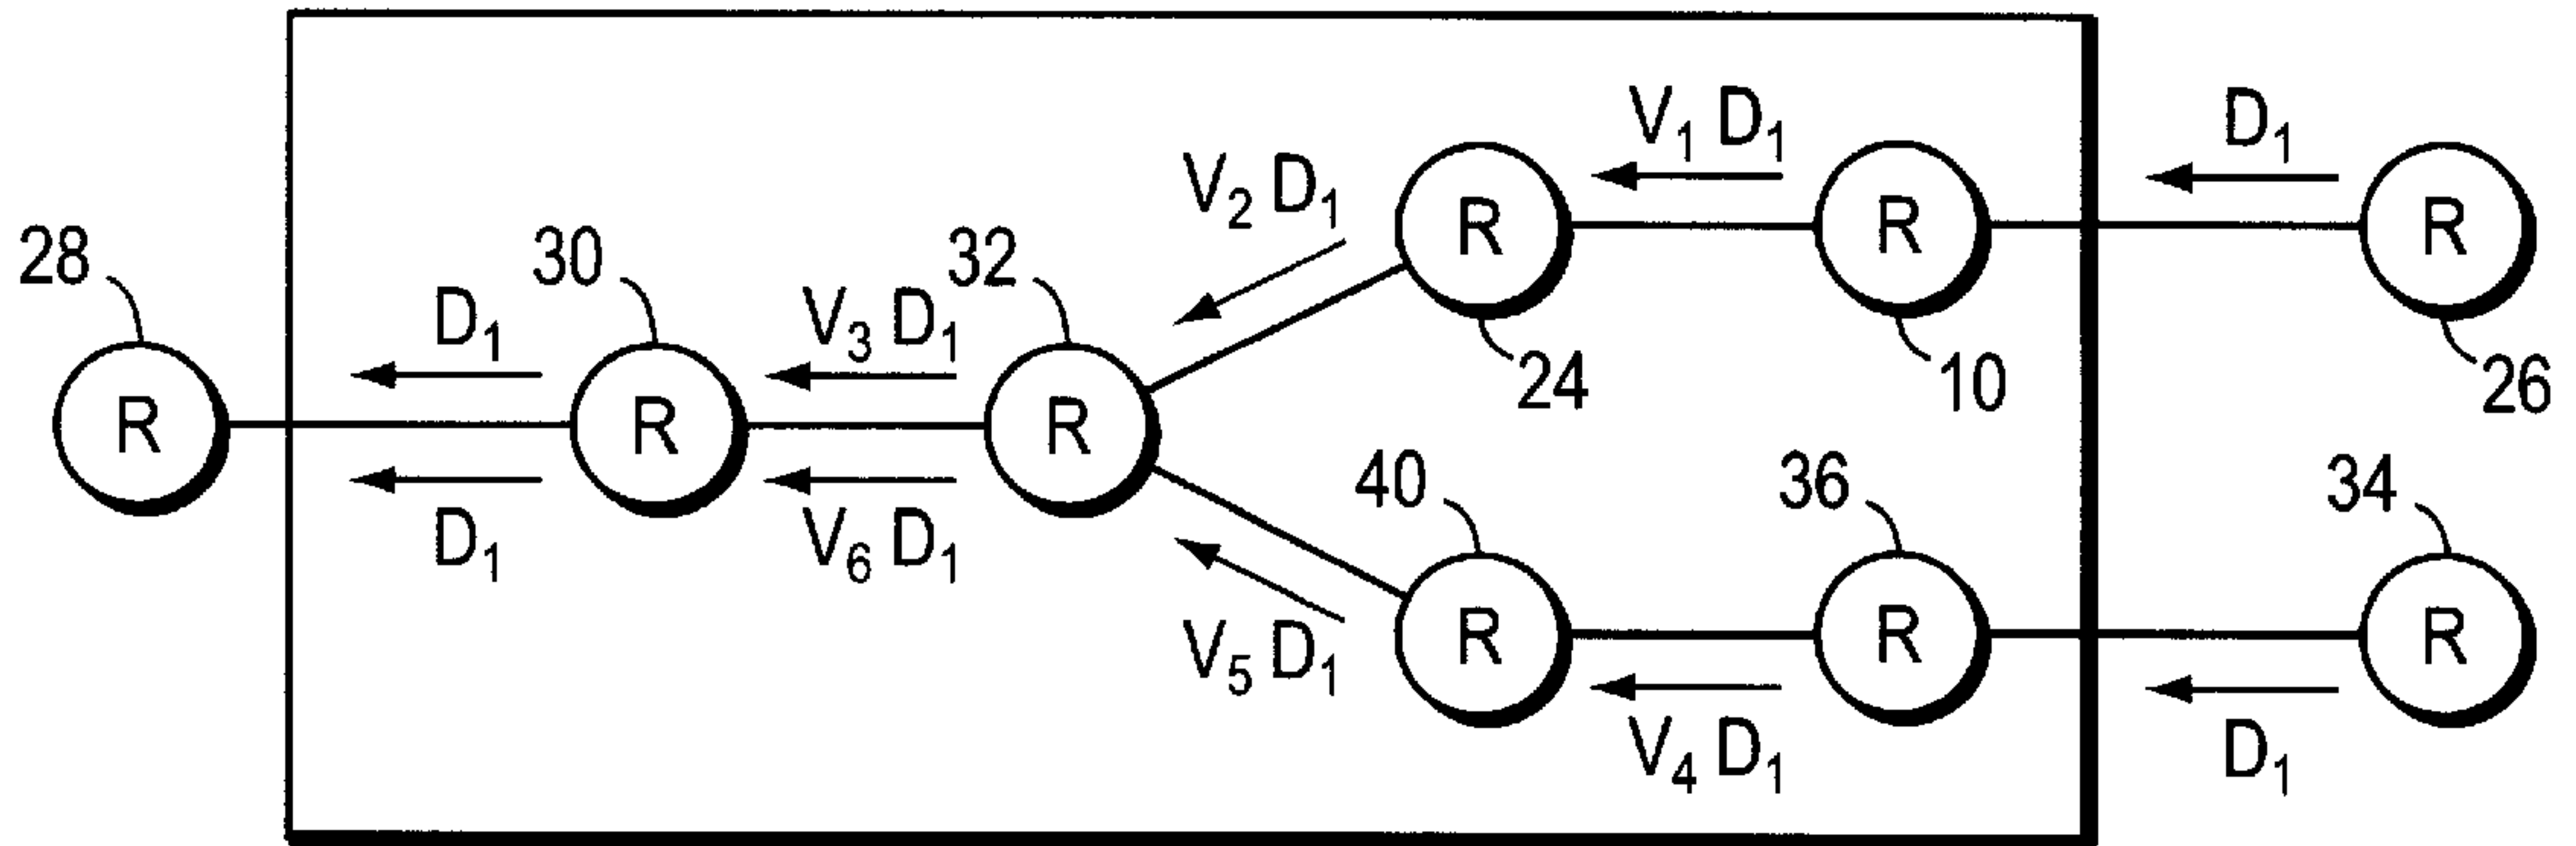 V₁ D₁
D₁
V₂ D₁
R
R
R
28
30
32
D₁
V₃ D₁
24
10
26
R
R
R
40
36
34
D₁
V₆ D₁
V₅ D₁
R
R
R
V₄ D₁
D₁